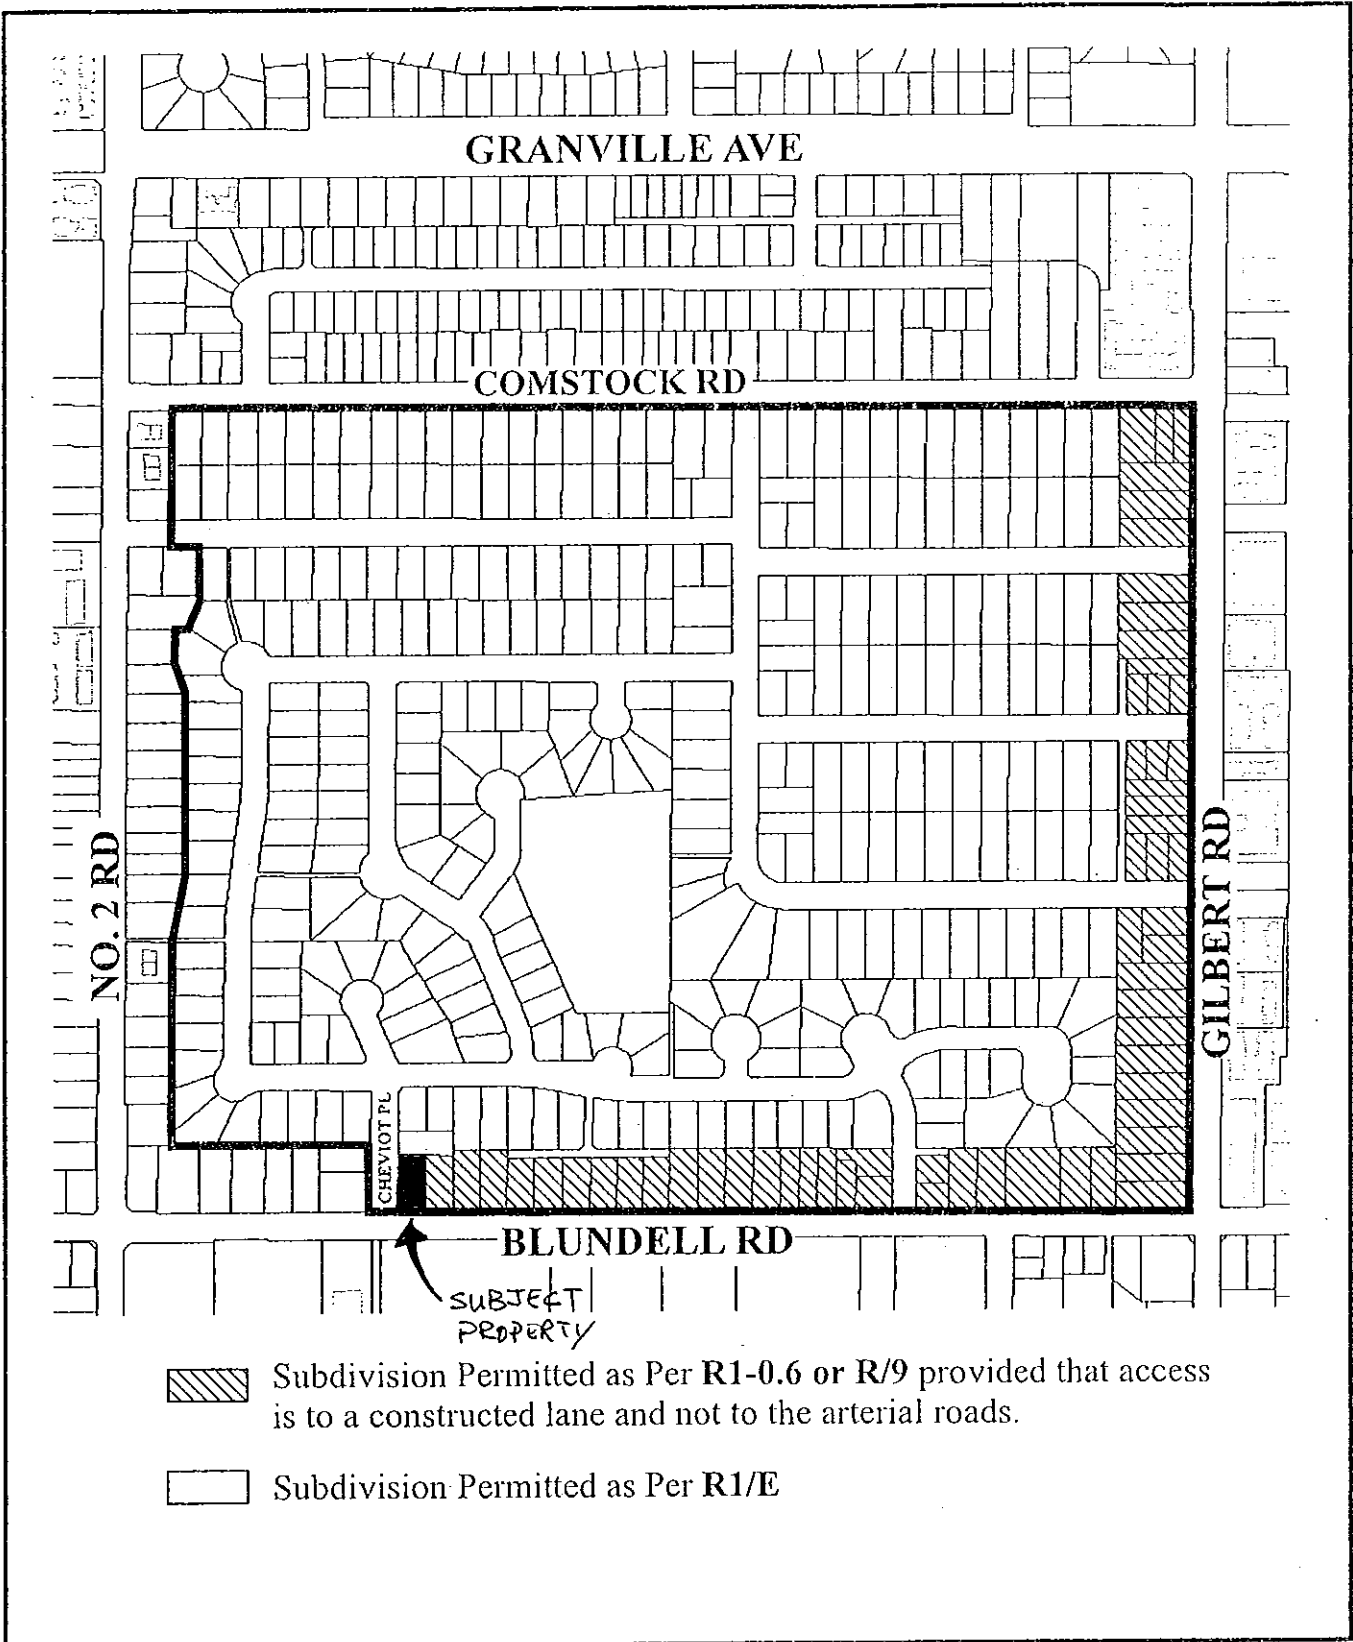 GRANVILLE AVE
COMSTOCK RD
NO. 2 RD
GILBERT RD
CHEVIOT PL
BLUNDELL RD
SUBJECT
PROPERTY
Subdivision Permitted as Per R1-0.6 or R/9 provided that access
is to a constructed lane and not to the arterial roads.
Subdivision Permitted as Per R1/E